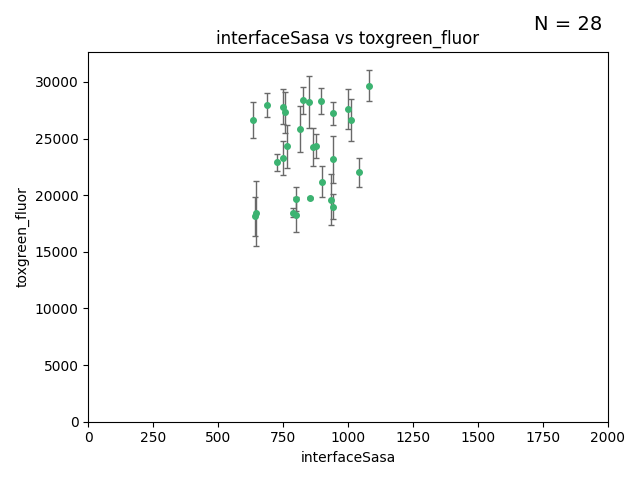 N = 28
interfaceSasa vs toxgreen_fluor
30000
25000
20000
15000
10000
5000
0
toxgreen_fluor
0 250 500 750 1000 1250 1500 1750 2000
interfaceSasa